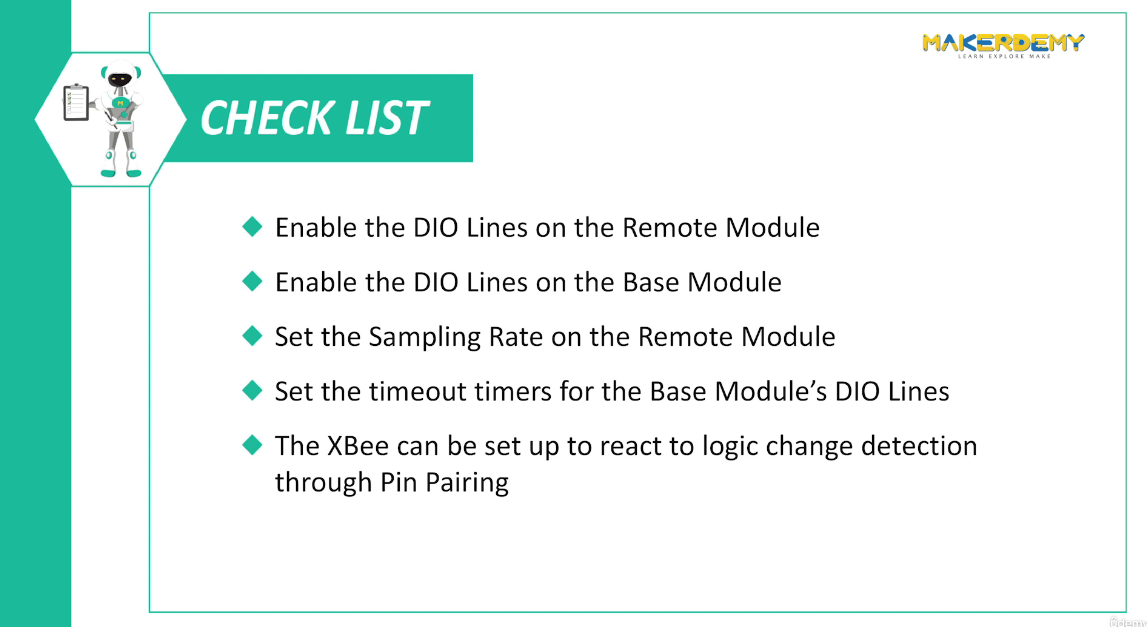 MAKERDEMY
LEARN EXPLORE MAKE
CHECK LIST
Enable the DIO Lines on the Remote Module
Enable the DIO Lines on the Base Module
Set the Sampling Rate on the Remote Module
Set the timeout timers for the Base Module’s DIO Lines
The XBee can be set up to react to logic change detection
through Pin Pairing
ûdemy